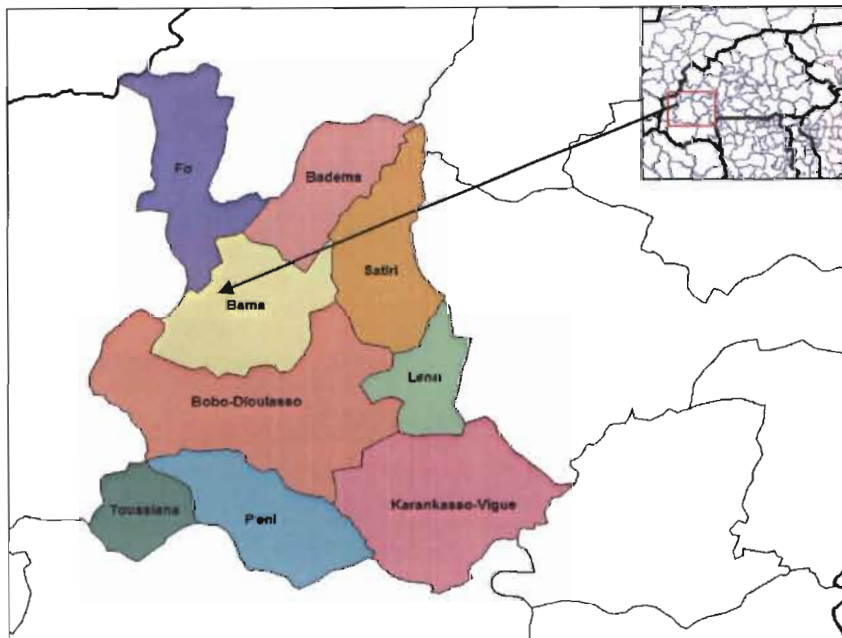 Fo
Badema
Satiri
Bama
Lena
Bobo-Dioulasso
Toussiana
Peni
Karankasso-Vigue